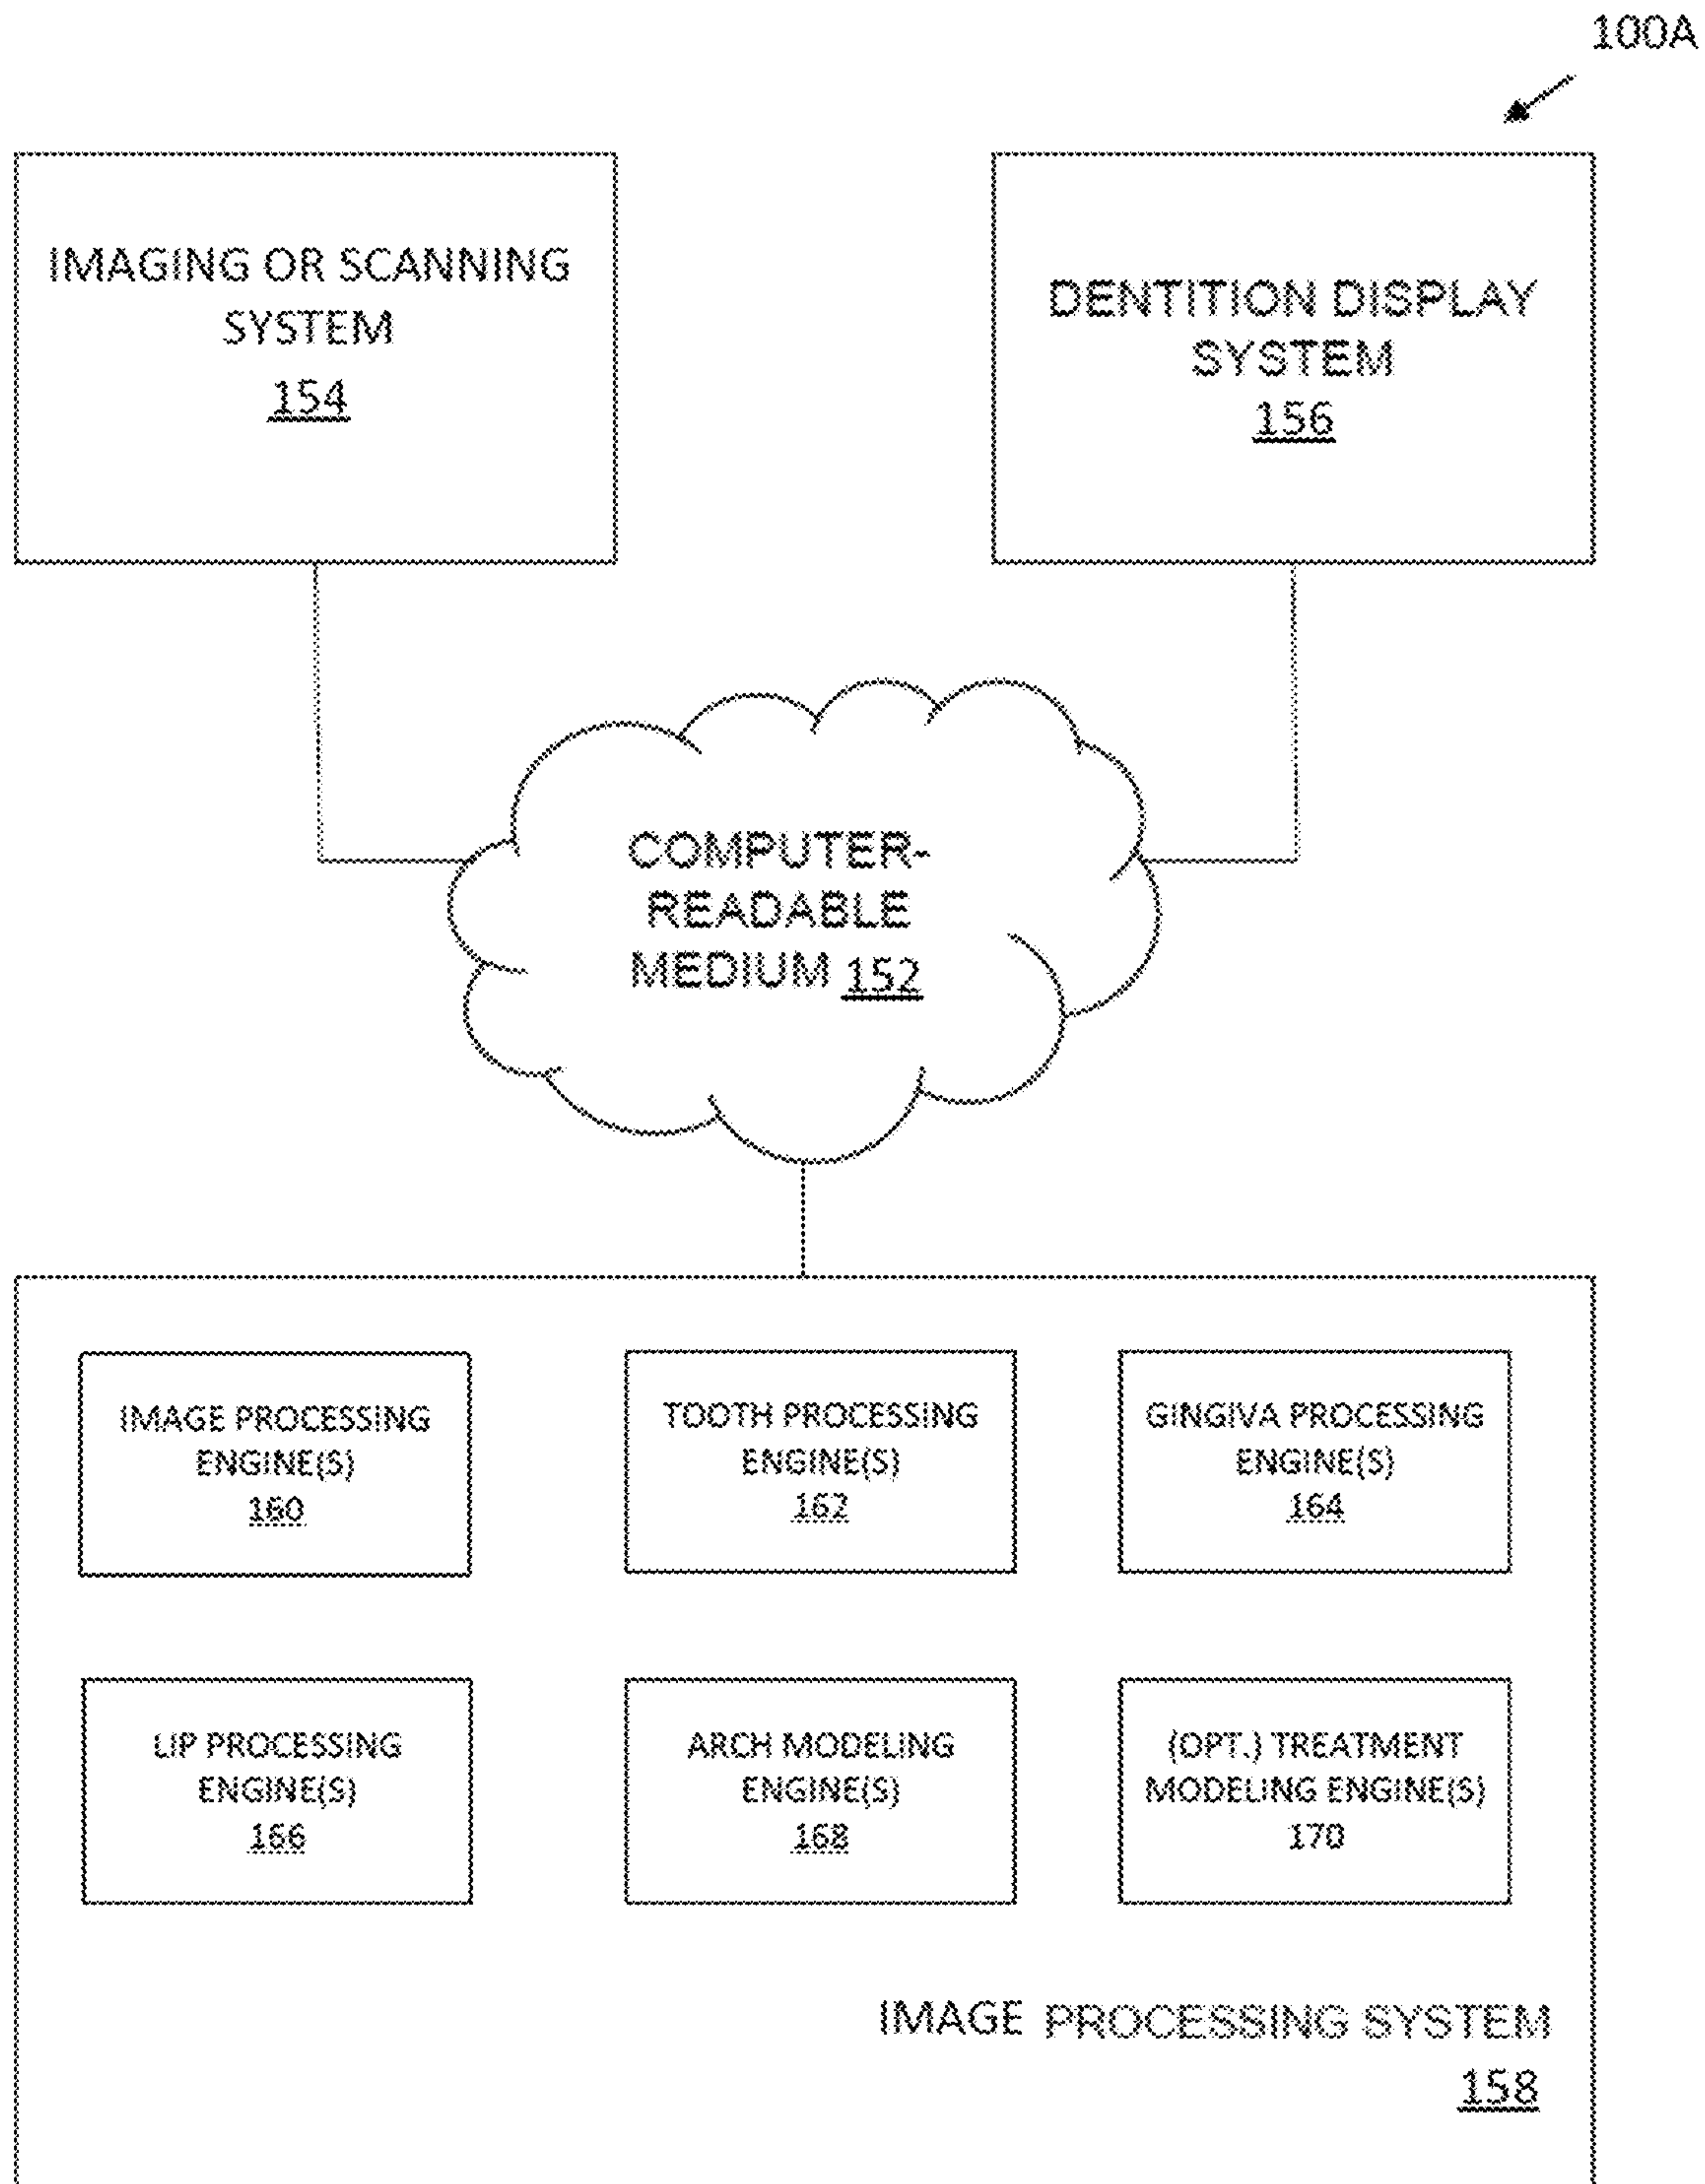 100A
IMAGING OR SCANNING
SYSTEM
154
DENTITION DISPLAY
SYSTEM
156
COMPUTER-
READABLE
MEDIUM 152
IMAGE PROCESSING
ENGINE(S)
160
TOOTH PROCESSING
ENGINE(S)
162
GINGIVA PROCESSING
ENGINE(S)
164
LIP PROCESSING
ENGINE(S)
166
ARCH MODELING
ENGINE(S)
168
(OPT.) TREATMENT
MODELING ENGINE(S)
170
IMAGE PROCESSING SYSTEM
158